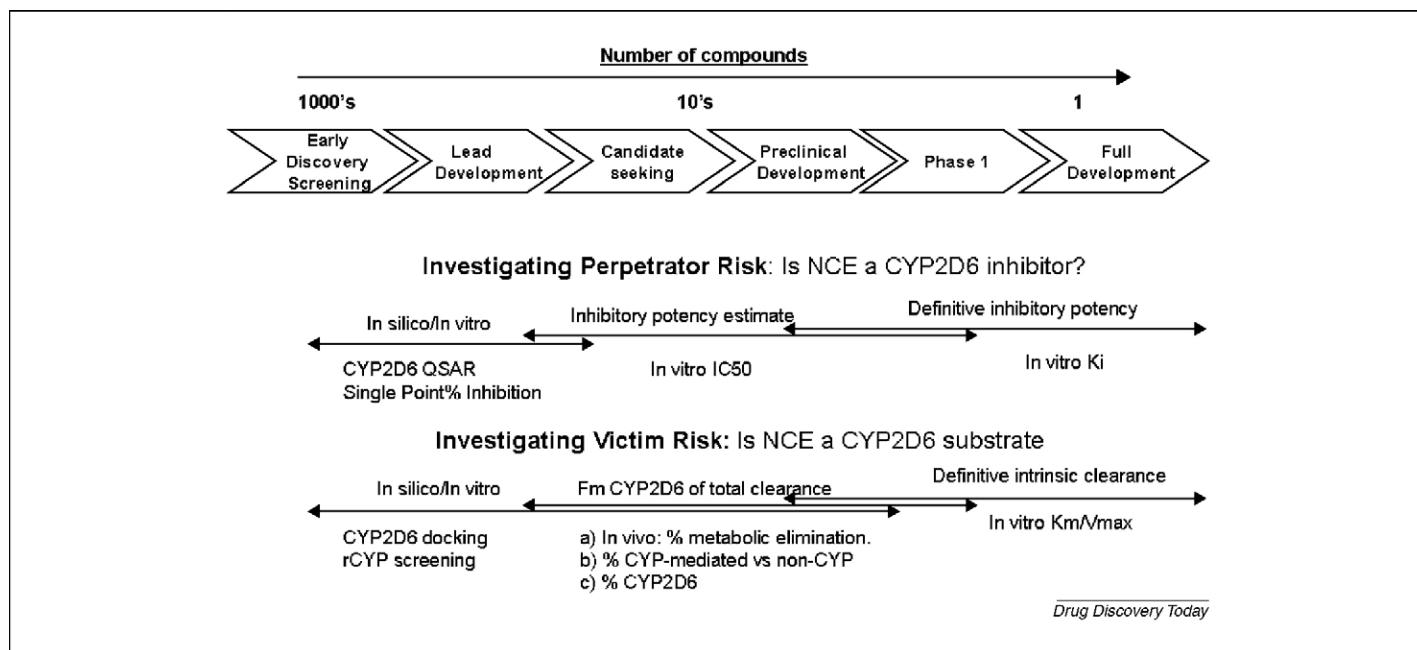 Number of compounds
1000's 10's 1
Early
Discovery
Screening
Lead
Development
Candidate
seeking
Preclinical
Development
Phase 1
Full
Development
Investigating Perpetrator Risk: Is NCE a CYP2D6 inhibitor?
In silico/In vitro
Inhibitory potency estimate
Definitive inhibitory potency
CYP2D6 QSAR
Single Point% Inhibition
In vitro IC50
In vitro Ki
Investigating Victim Risk: Is NCE a CYP2D6 substrate
In silico/In vitro
Fm CYP2D6 of total clearance
Definitive intrinsic clearance
CYP2D6 docking
rCYP screening
a) In vivo: % metabolic elimination.
b) % CYP-mediated vs non-CYP
c) % CYP2D6
In vitro Km/Vmax
Drug Discovery Today